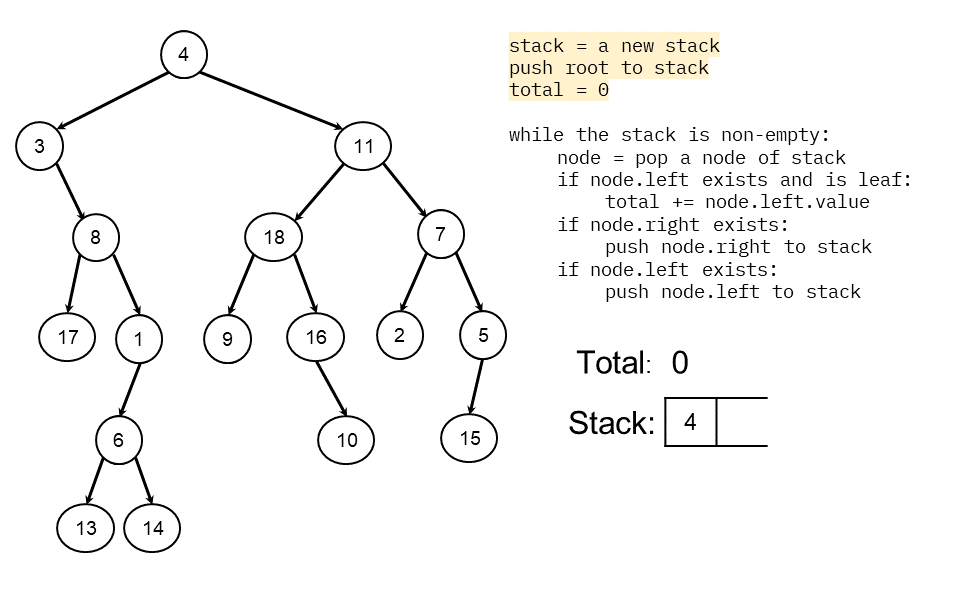 4
3
11
8
18
7
17
1
9
16
2
5
6
10
15
13
14
stack = a new stack
push root to stack
total = 0
while the stack is non-empty:
node = pop a node of stack
if node.left exists and is leaf:
total += node.left.value
if node.right exists:
push node.right to stack
if node.left exists:
push node.left to stack
Total: 0
Stack: 4